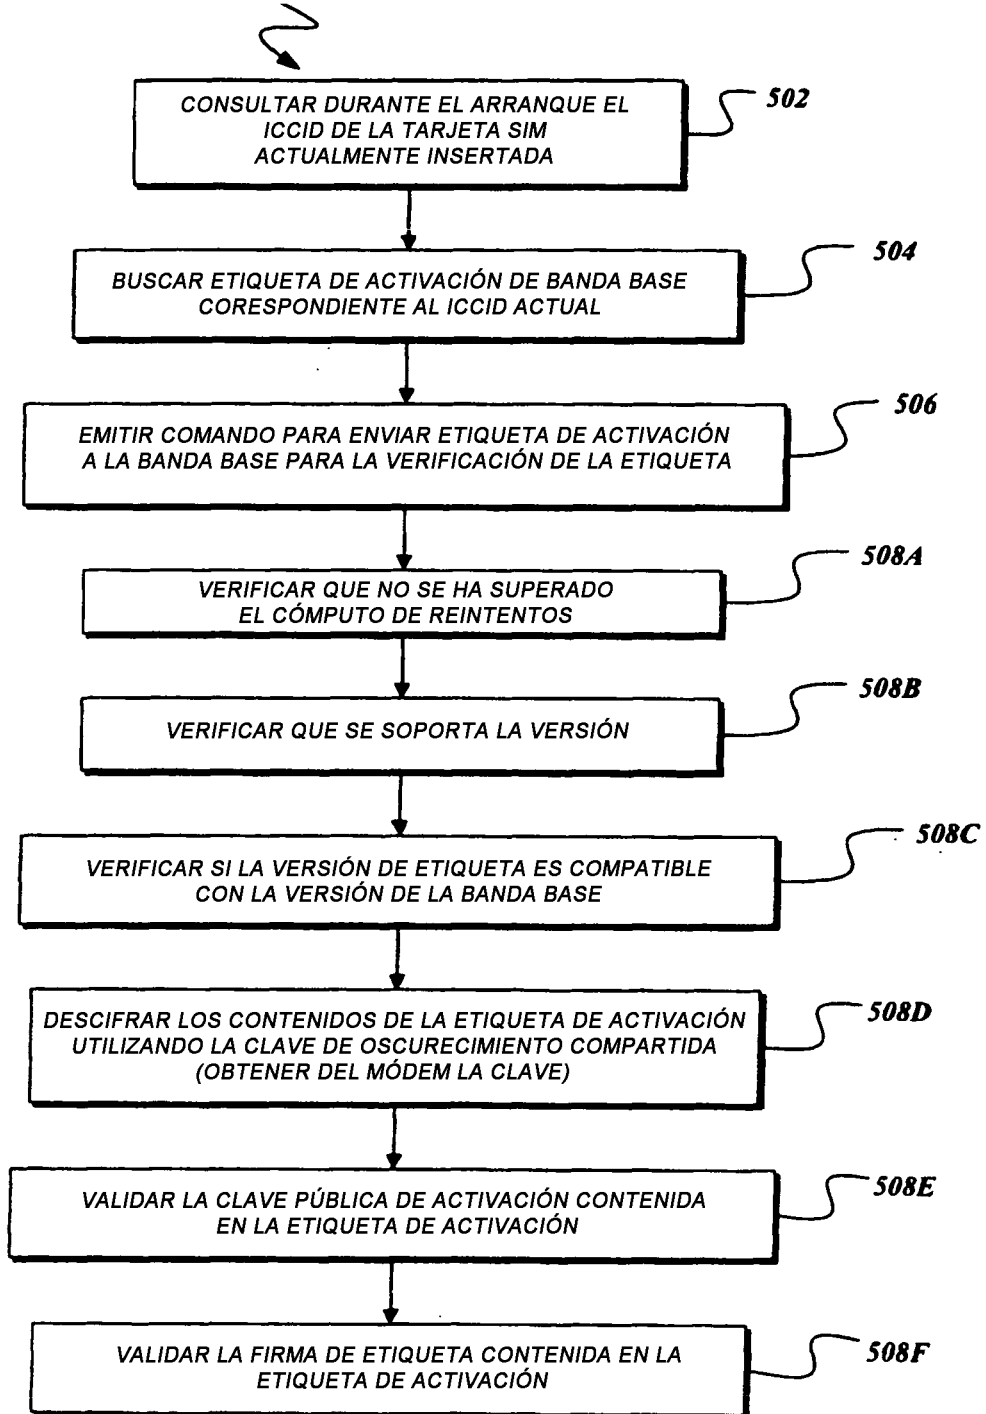 CONSULTAR DURANTE EL ARRANQUE EL
ICCID DE LA TARJETA SIM
ACTUALMENTE INSERTADA
502
BUSCAR ETIQUETA DE ACTIVACIÓN DE BANDA BASE
CORESPONDIENTE AL ICCID ACTUAL
504
EMITIR COMANDO PARA ENVIAR ETIQUETA DE ACTIVACIÓN
A LA BANDA BASE PARA LA VERIFICACIÓN DE LA ETIQUETA
506
VERIFICAR QUE NO SE HA SUPERADO
EL CÓMPUTO DE REINTENTOS
508A
VERIFICAR QUE SE SOPORTA LA VERSIÓN
508B
VERIFICAR SI LA VERSIÓN DE ETIQUETA ES COMPATIBLE
CON LA VERSIÓN DE LA BANDA BASE
508C
DESCIFRAR LOS CONTENIDOS DE LA ETIQUETA DE ACTIVACIÓN
UTILIZANDO LA CLAVE DE OSCURECIMIENTO COMPARTIDA
(OBTENER DEL MÓDEM LA CLAVE)
508D
VALIDAR LA CLAVE PÚBLICA DE ACTIVACIÓN CONTENIDA
EN LA ETIQUETA DE ACTIVACIÓN
508E
VALIDAR LA FIRMA DE ETIQUETA CONTENIDA EN LA
ETIQUETA DE ACTIVACIÓN
508F